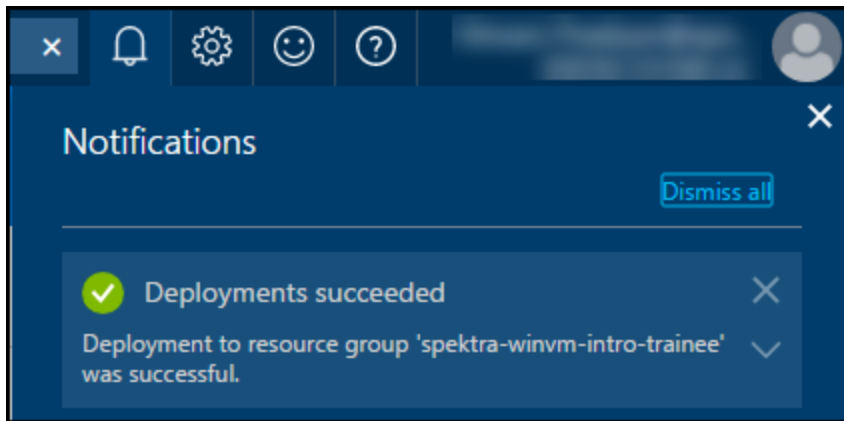 Notifications
Dismiss all
Deployments succeeded
Deployment to resource group 'spektra-winvm-intro-trainee'
was successful.